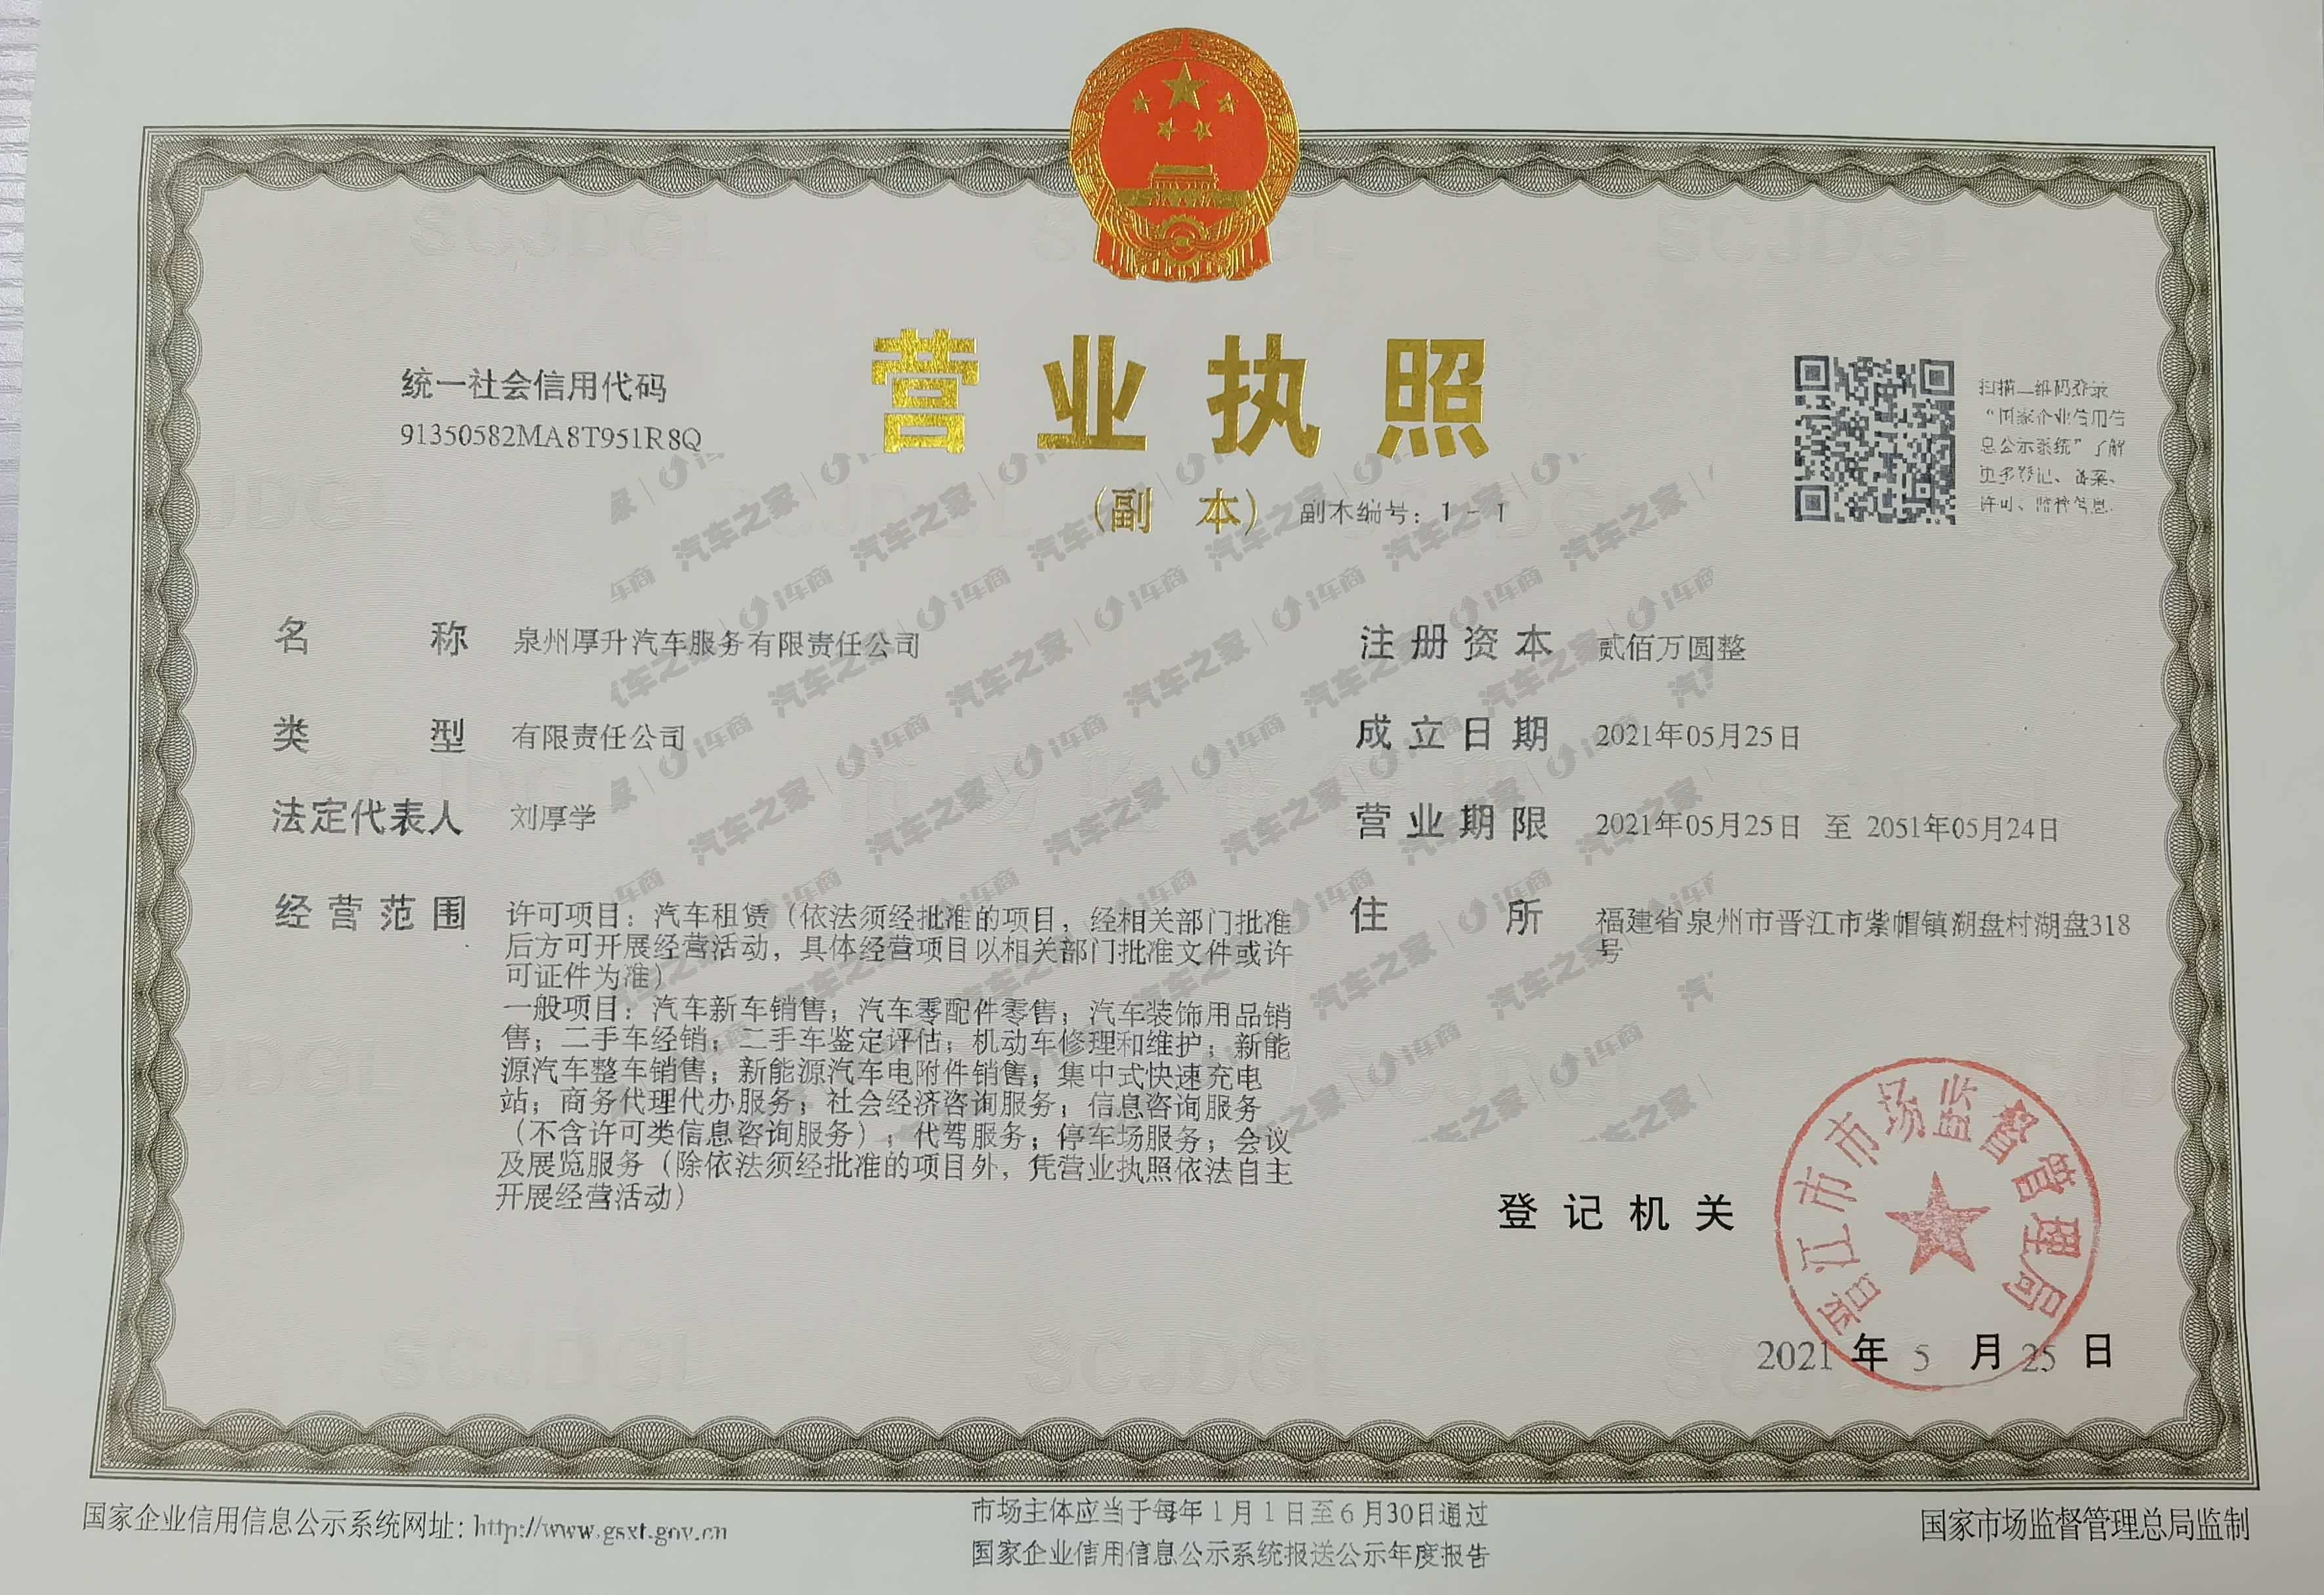 营业执照
(副 本) 副本编号：1-1
统一社会信用代码
91350582MA8T951R8Q
扫描二维码登录
“国家企业信用信
息公示系统”了解
更多登记、备案、
许可、监管信息。
名称 泉州厚升汽车服务有限责任公司
类型 有限责任公司
法定代表人 刘厚学
经营范围 许可项目：汽车租赁（依法须经批准的项目，经相关部门批准
后方可开展经营活动，具体经营项目以相关部门批准文件或许
可证件为准）
一般项目：汽车新车销售；汽车零配件零售；汽车装饰用品销
售；二手车经销；二手车鉴定评估；机动车修理和维护；新能
源汽车整车销售；新能源汽车电附件销售；集中式快速充电
站；商务代理代办服务；社会经济咨询服务；信息咨询服务
（不含许可类信息咨询服务）；代驾服务；停车场服务；会议
及展览服务（除依法须经批准的项目外，凭营业执照依法自主
开展经营活动）
注册资本 贰佰万圆整
成立日期 2021年05月25日
营业期限 2021年05月25日 至 2051年05月24日
住所 福建省泉州市晋江市紫帽镇湖盘村湖盘318
号
登记机关
晋江市市场监督管理局
2021 年 5 月 25 日
国家企业信用信息公示系统网址：http://www.gsxt.gov.cn
市场主体应当于每年1月1日至6月30日通过
国家企业信用信息公示系统报送公示年度报告
国家市场监督管理总局监制
SCJDGL
汽车之家 | i车商